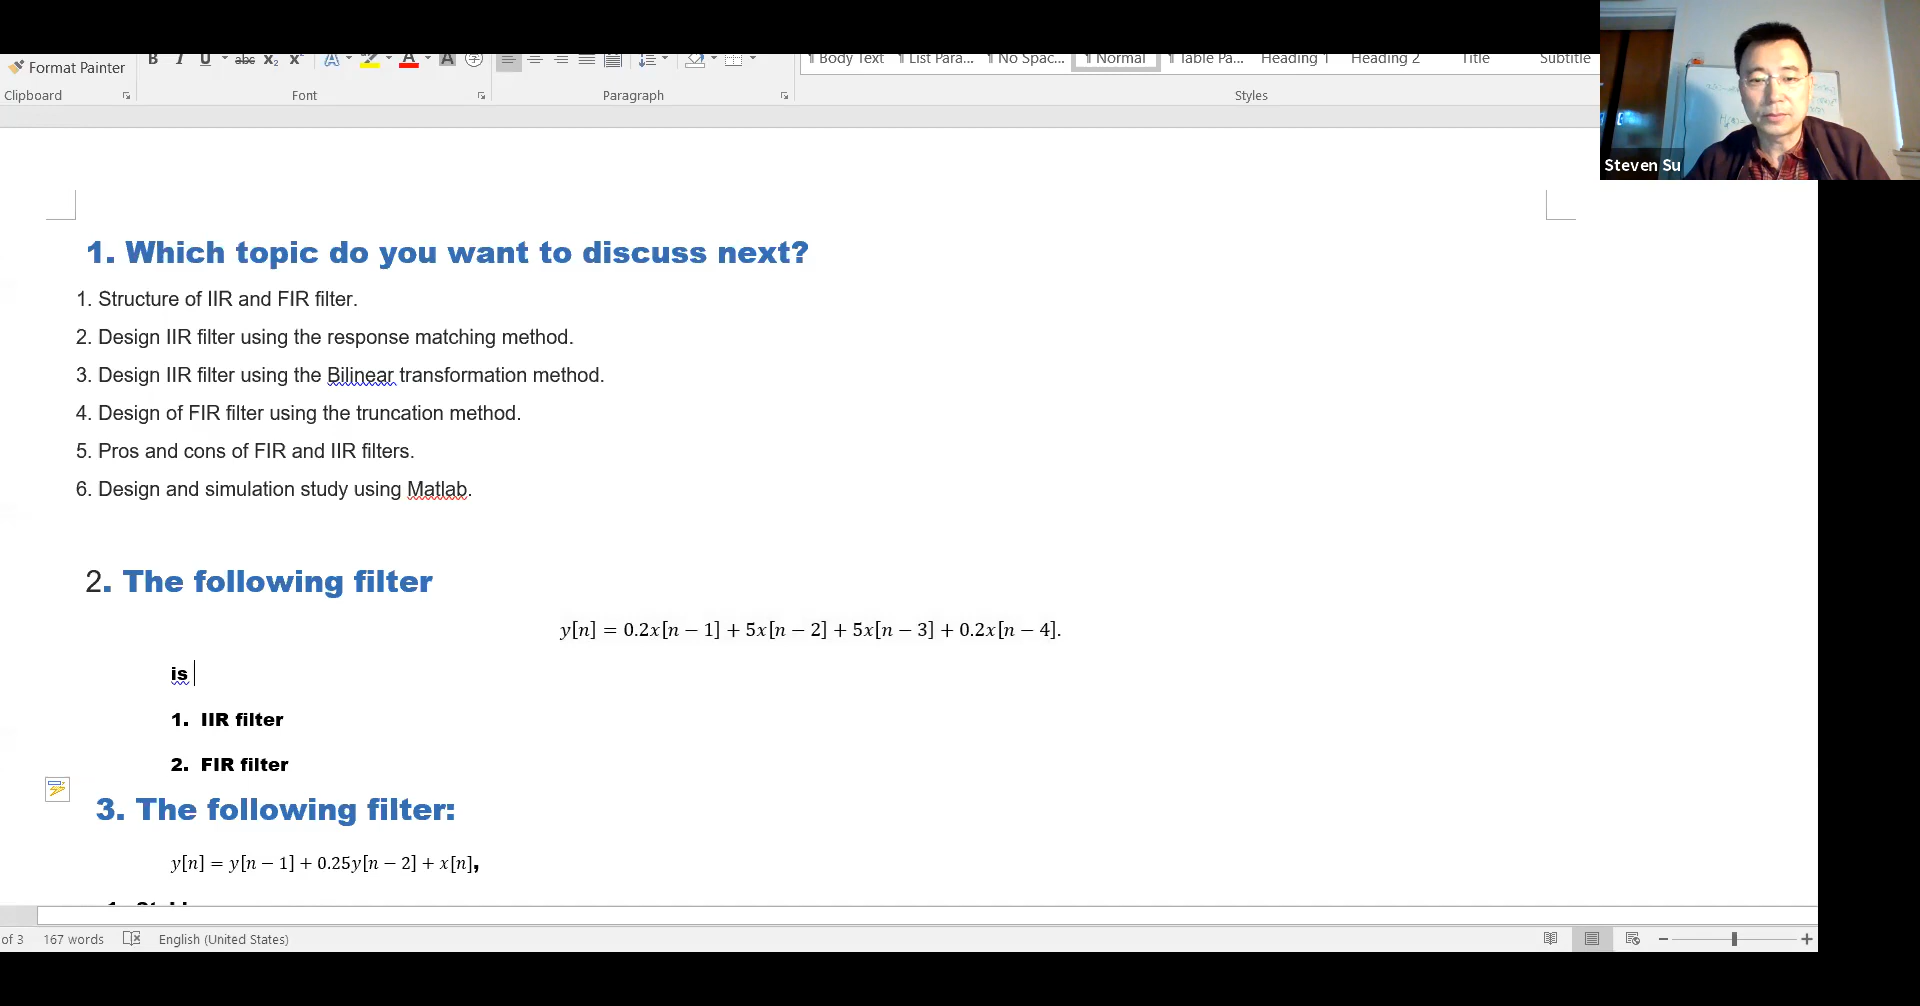 Format Painter
B I U abc X₂ X A A A
¶ Body Text ¶ List Para... ¶ No Spac... ¶ Normal ¶ Table Pa... Heading 1 Heading 2 Title Subtitle
Clipboard Font Paragraph Styles
Steven Su
1. Which topic do you want to discuss next?
1. Structure of IIR and FIR filter.
2. Design IIR filter using the response matching method.
3. Design IIR filter using the Bilinear transformation method.
4. Design of FIR filter using the truncation method.
5. Pros and cons of FIR and IIR filters.
6. Design and simulation study using Matlab.
2. The following filter
y[n] = 0.2x[n − 1] + 5x[n − 2] + 5x[n − 3] + 0.2x[n − 4].
is
1. IIR filter
2. FIR filter
3. The following filter:
y[n] = y[n − 1] + 0.25y[n − 2] + x[n],
of 3 167 words English (United States)